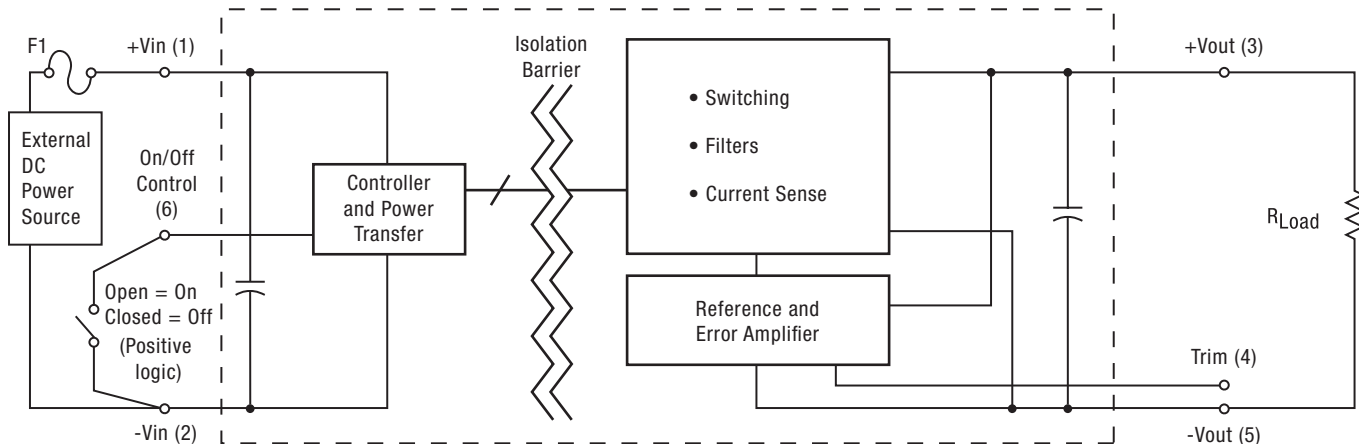 F1
+Vin (1)
External
DC
Power
Source
On/Off
Control
(6)
Open = On
Closed = Off
(Positive
logic)
-Vin (2)
Controller
and Power
Transfer
Isolation
Barrier
• Switching
• Filters
• Current Sense
Reference and
Error Amplifier
+Vout (3)
RLoad
Trim (4)
-Vout (5)